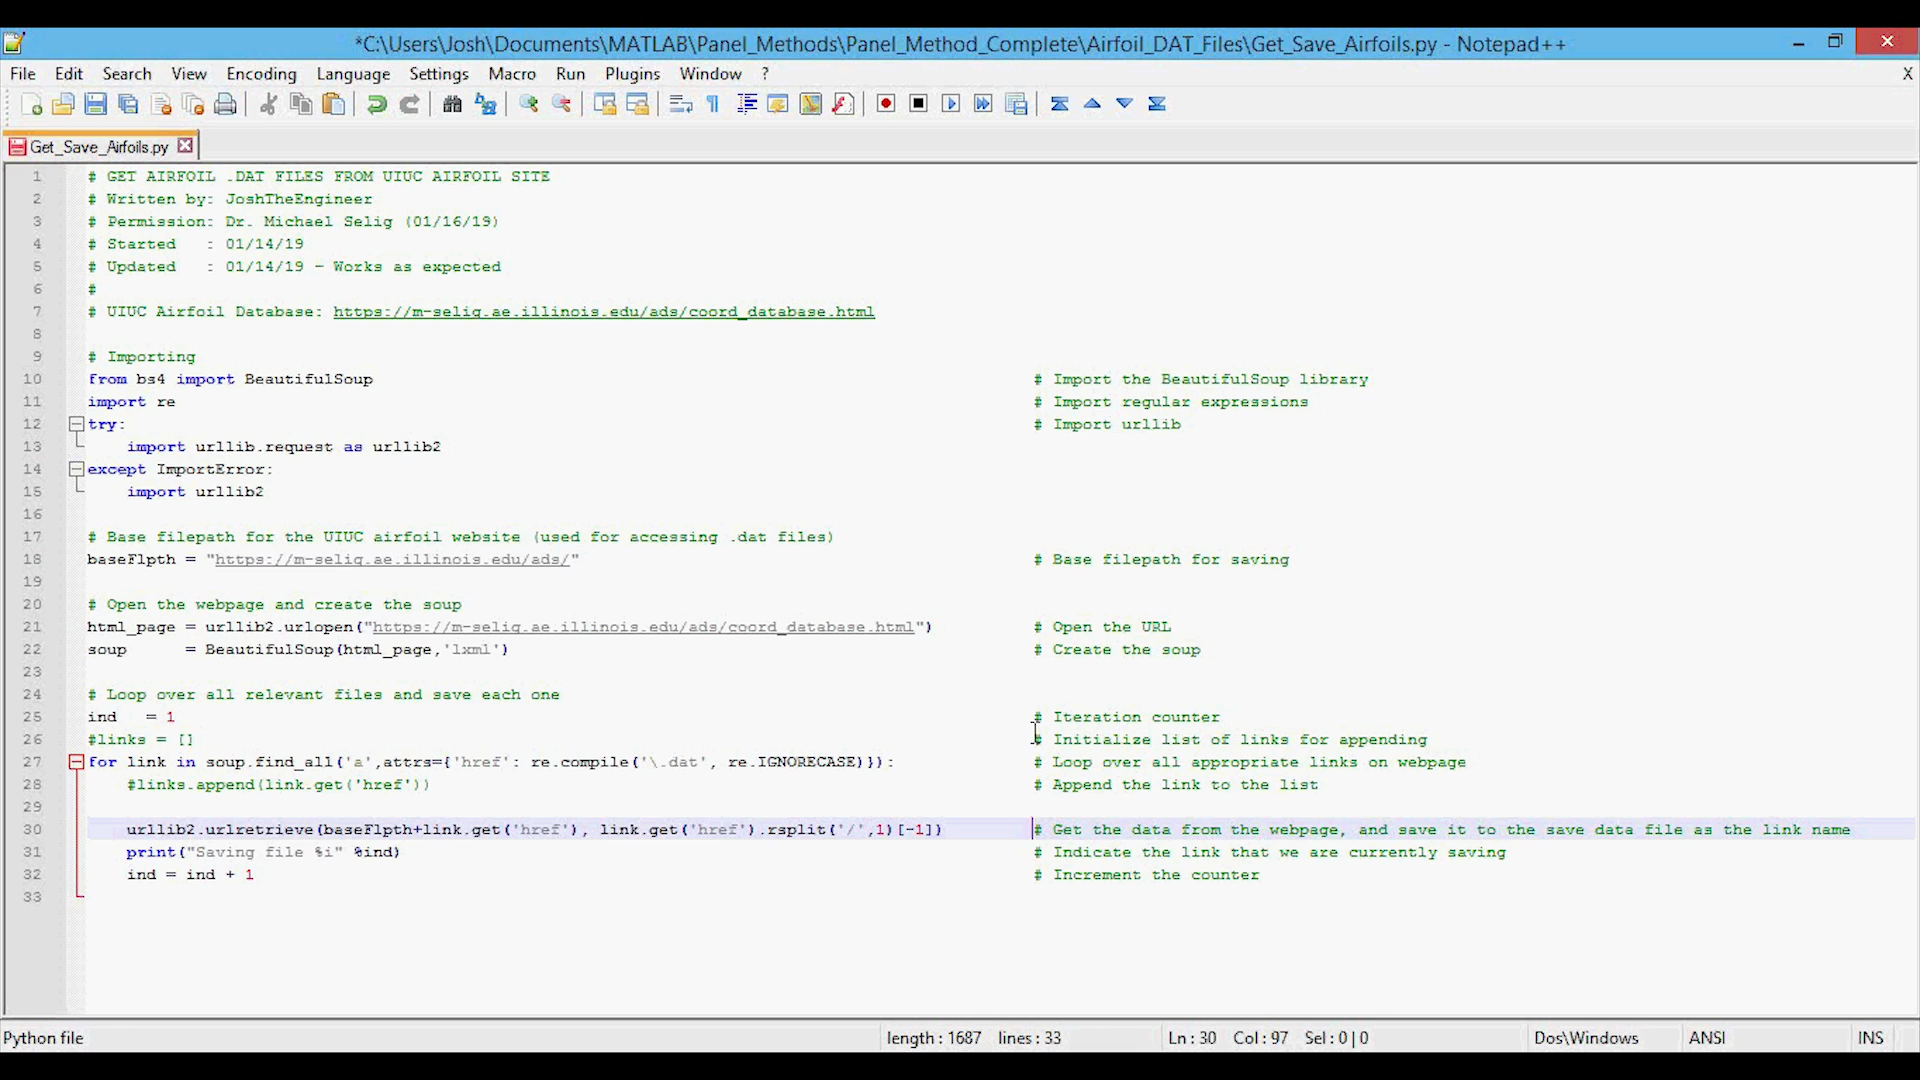 *C:\Users\Josh\Documents\MATLAB\Panel_Methods\Panel_Method_Complete\Airfoil_DAT_Files\Get_Save_Airfoils.py - Notepad++
File Edit Search View Encoding Language Settings Macro Run Plugins Window ? X
Get_Save_Airfoils.py
1 # GET AIRFOIL .DAT FILES FROM UIUC AIRFOIL SITE
2 # Written by: JoshTheEngineer
3 # Permission: Dr. Michael Selig (01/16/19)
4 # Started : 01/14/19
5 # Updated : 01/14/19 - Works as expected
6 #
7 # UIUC Airfoil Database: https://m-selig.ae.illinois.edu/ads/coord_database.html
8
9 # Importing
10 from bs4 import BeautifulSoup # Import the BeautifulSoup library
11 import re # Import regular expressions
12 try: # Import urllib
13 import urllib.request as urllib2
14 except ImportError:
15 import urllib2
16
17 # Base filepath for the UIUC airfoil website (used for accessing .dat files)
18 baseFlpth = "https://m-selig.ae.illinois.edu/ads/" # Base filepath for saving
19
20 # Open the webpage and create the soup
21 html_page = urllib2.urlopen("https://m-selig.ae.illinois.edu/ads/coord_database.html") # Open the URL
22 soup = BeautifulSoup(html_page,'lxml') # Create the soup
23
24 # Loop over all relevant files and save each one
25 ind = 1 # Iteration counter
26 #links = [] # Initialize list of links for appending
27 for link in soup.find_all('a',attrs={'href': re.compile('\.dat', re.IGNORECASE)}): # Loop over all appropriate links on webpage
28 #links.append(link.get('href')) # Append the link to the list
29
30 urllib2.urlretrieve(baseFlpth+link.get('href'), link.get('href').rsplit('/',1)[-1]) # Get the data from the webpage, and save it to the save data file as the link name
31 print("Saving file %i" %ind) # Indicate the link that we are currently saving
32 ind = ind + 1 # Increment the counter
33
Python file length : 1687 lines : 33 Ln : 30 Col : 97 Sel : 0 | 0 Dos\Windows ANSI INS